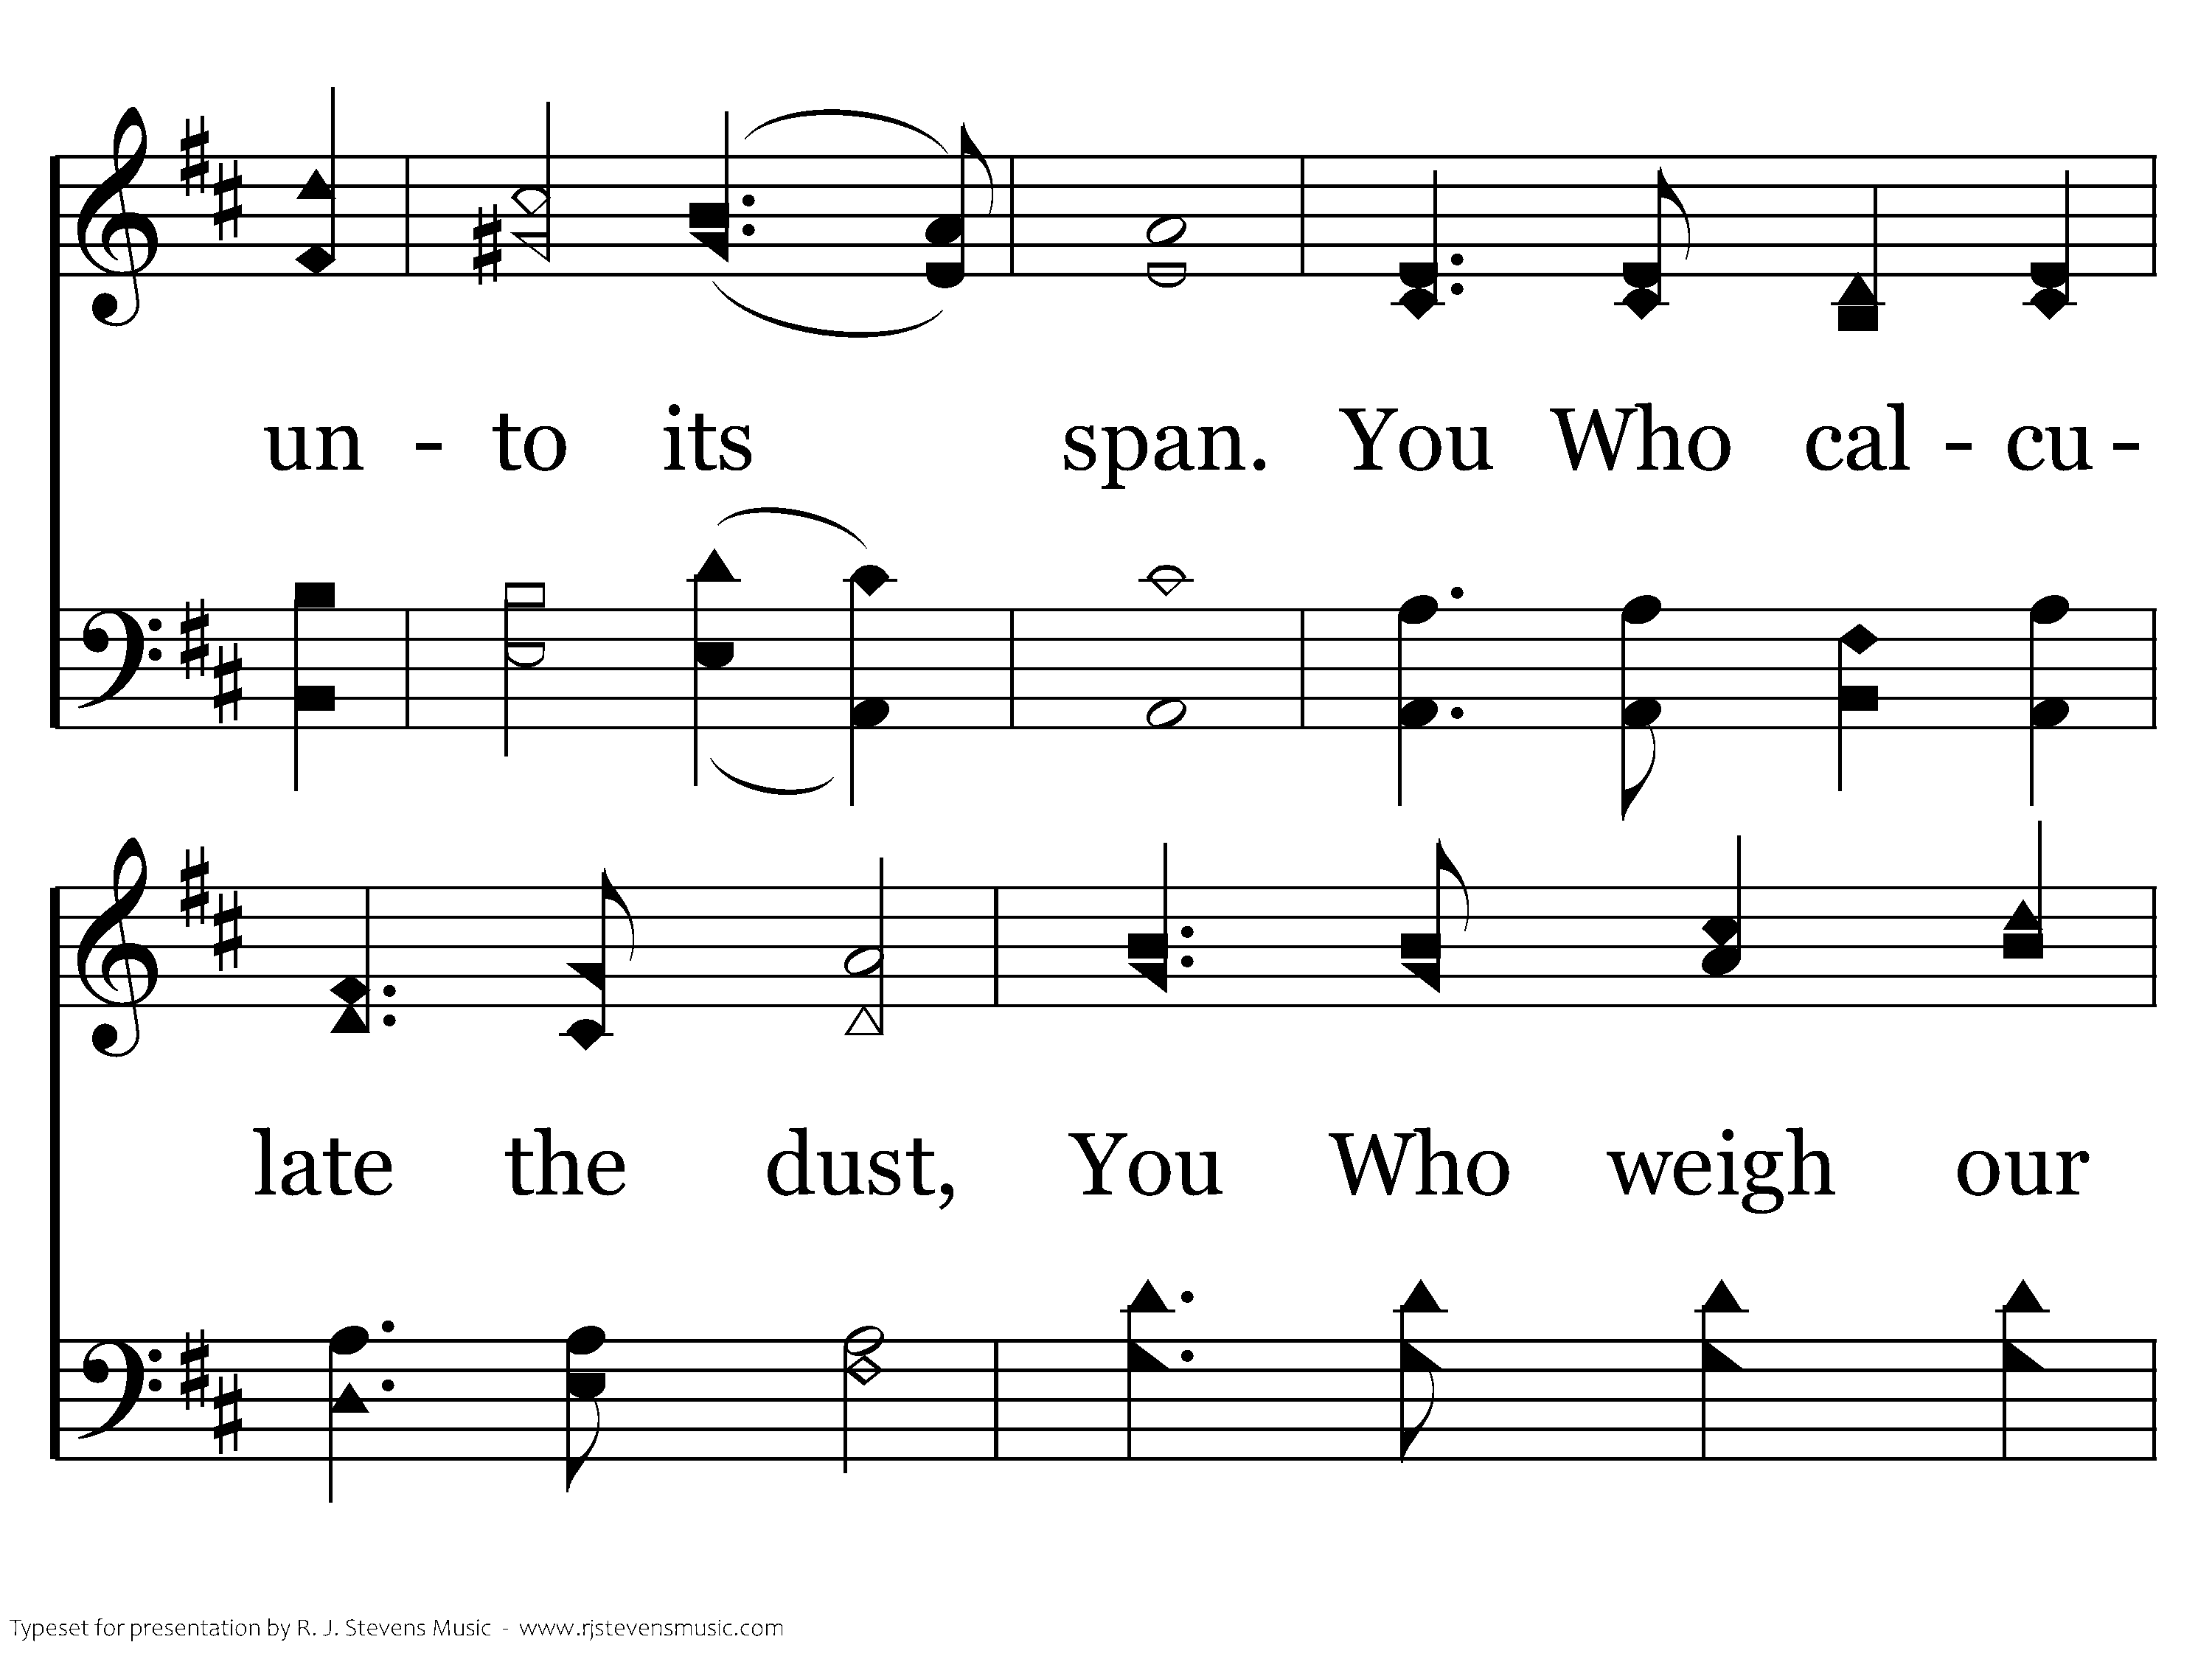 un - to its span. You Who cal - cu -
late the dust, You Who weigh our
Typeset for presentation by R. J. Stevens Music - www.rjstevensmusic.com